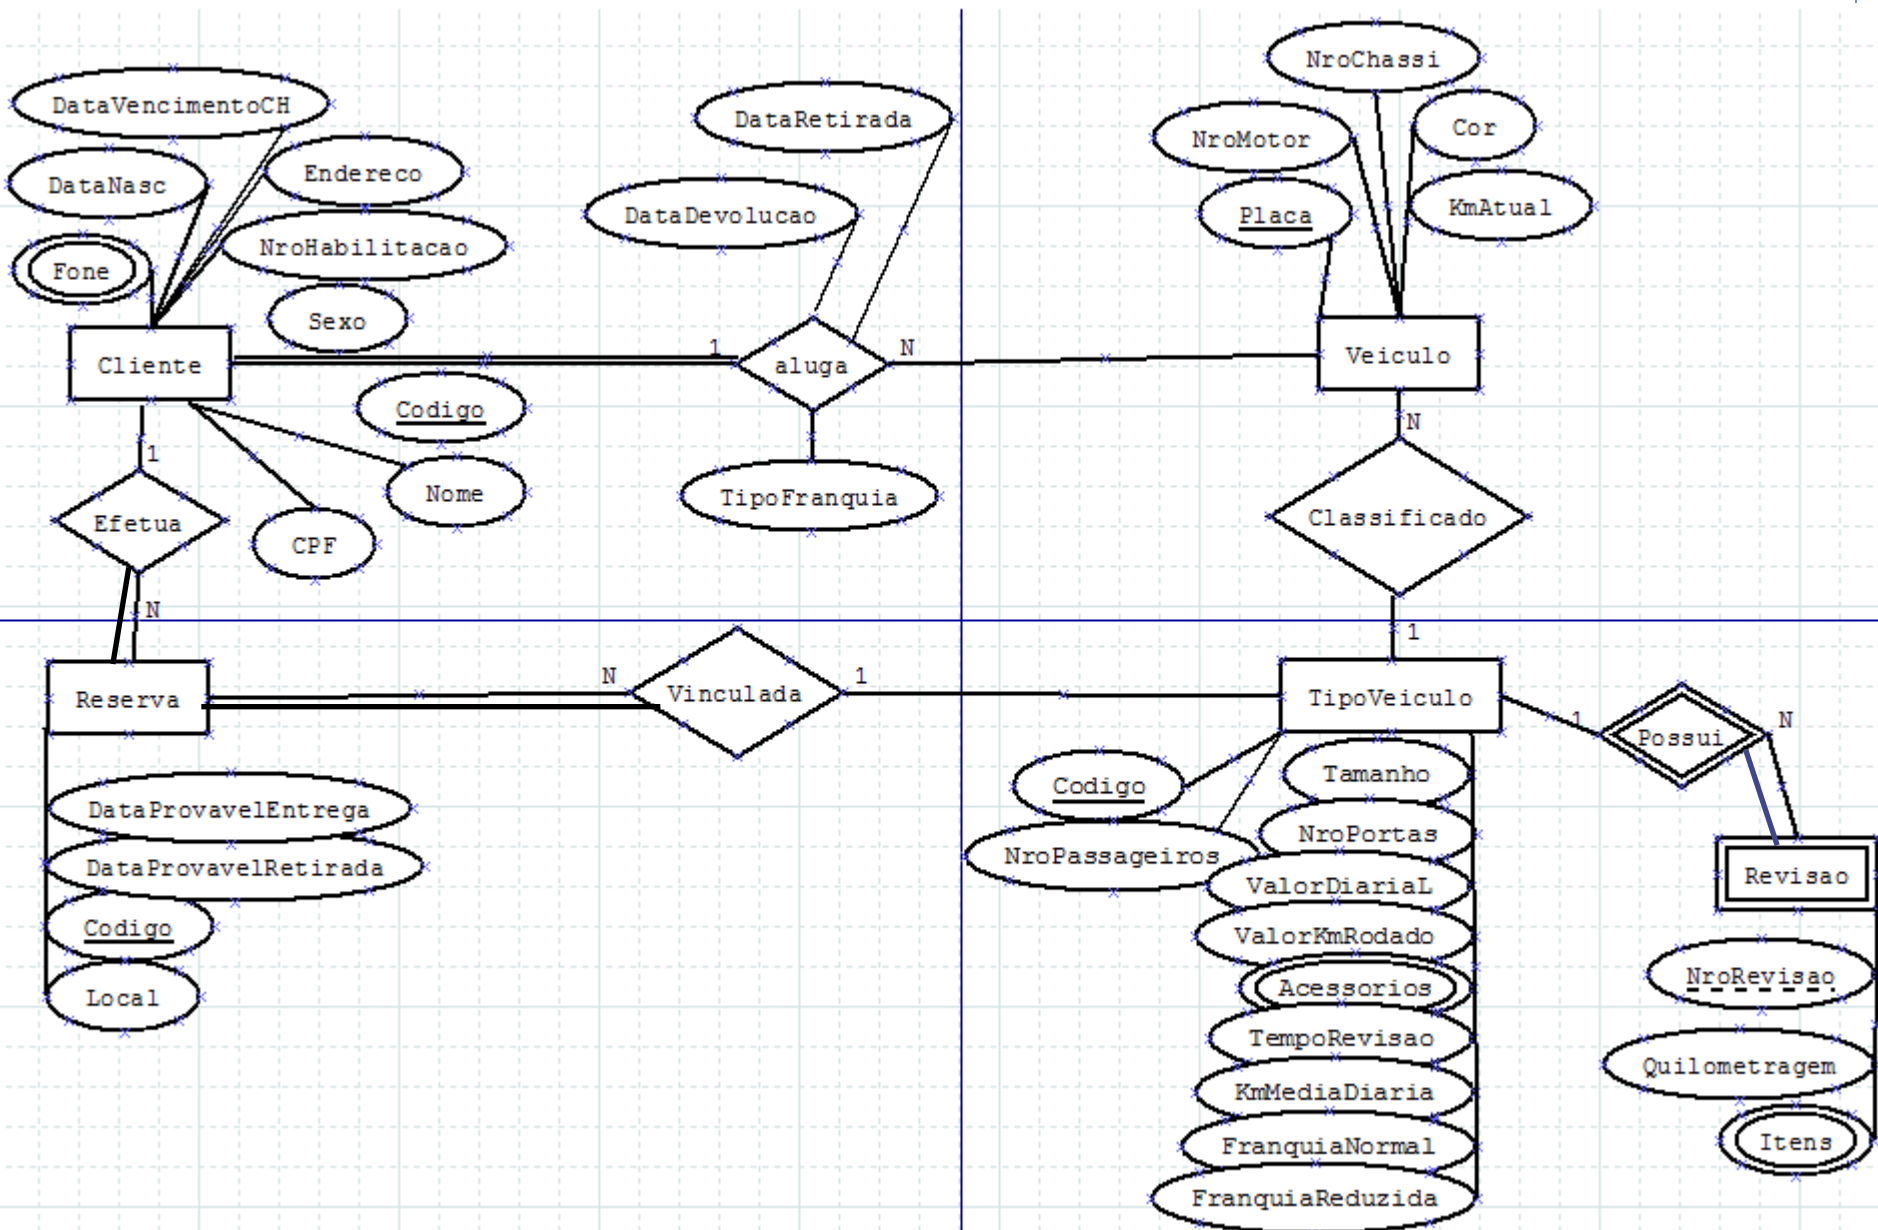 NroChassi
DataVencimentoCH
DataRetirada
Cor
NroMotor
Endereco
DataNasc
KmAtual
DataDevolucao
Placa
NroHabilitacao
Fone
Sexo
1
N
Cliente
aluga
Veiculo
Codigo
N
1
Nome
TipoFranquia
Efetua
Classificado
CPF
N
1
N
1
Reserva
Vinculada
TipoVeiculo
1
N
Possui
Tamanho
Codigo
DataProvavelEntrega
NroPortas
NroPassageiros
DataProvavelRetirada
Revisao
ValorDiariaL
Codigo
ValorKmRodado
NroRevisao
Acessorios
Local
TempoRevisao
Quilometragem
KmMediaDiaria
Itens
FranquiaNormal
FranquiaReduzida